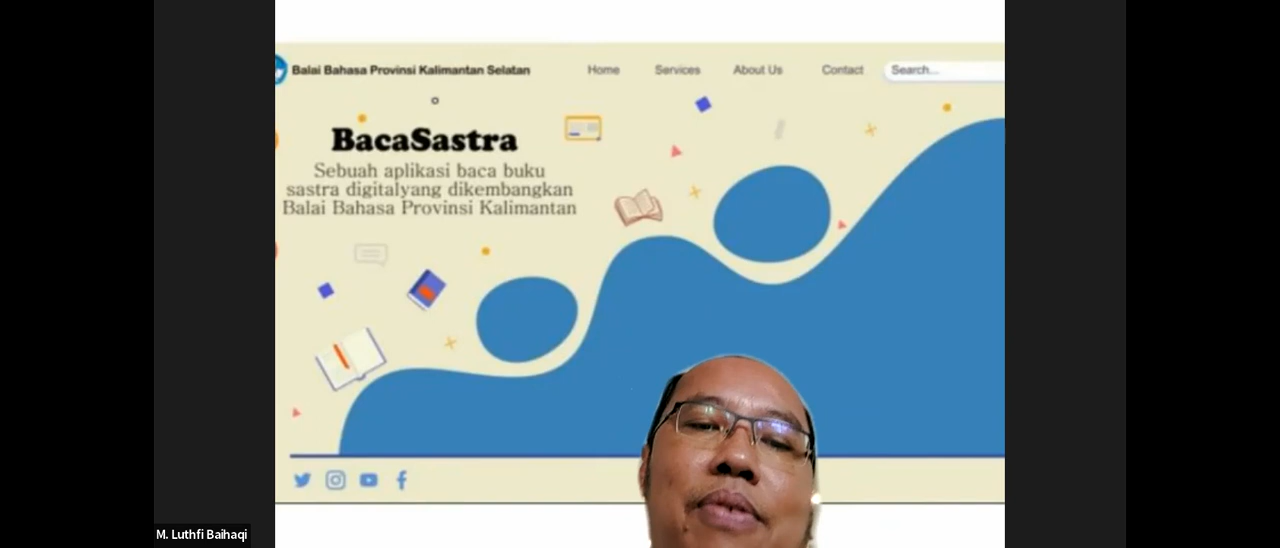 Balai Bahasa Provinsi Kalimantan Selatan Home Services About Us Contact Search...
BacaSastra
Sebuah aplikasi baca buku
sastra digitalyang dikembangkan
Balai Bahasa Provinsi Kalimantan
M. Luthfi Baihaqi